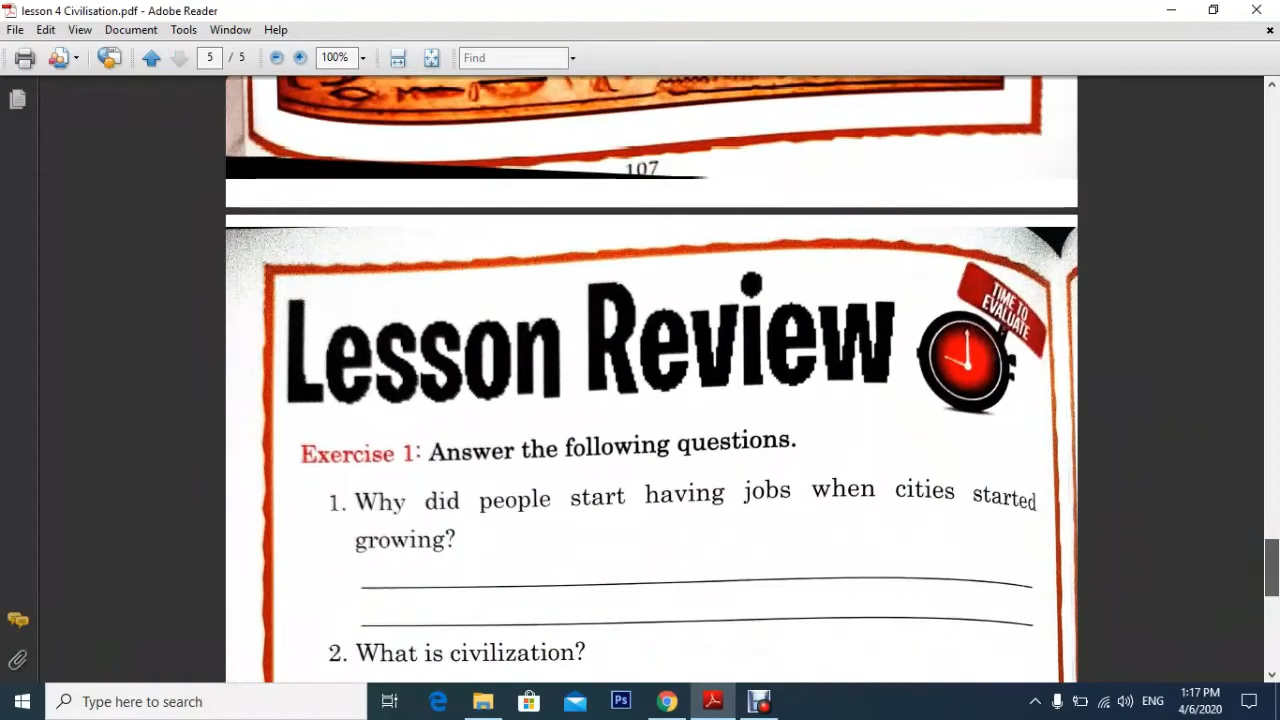 lesson 4 Civilisation.pdf - Adobe Reader
File Edit View Document Tools Window Help
5 / 5 100% Find
107
Lesson Review
TIME TO
EVALUATE
Exercise 1: Answer the following questions.
1. Why did people start having jobs when cities started
growing?
2. What is civilization?
Type here to search
Ps
ENG
1:17 PM
4/6/2020